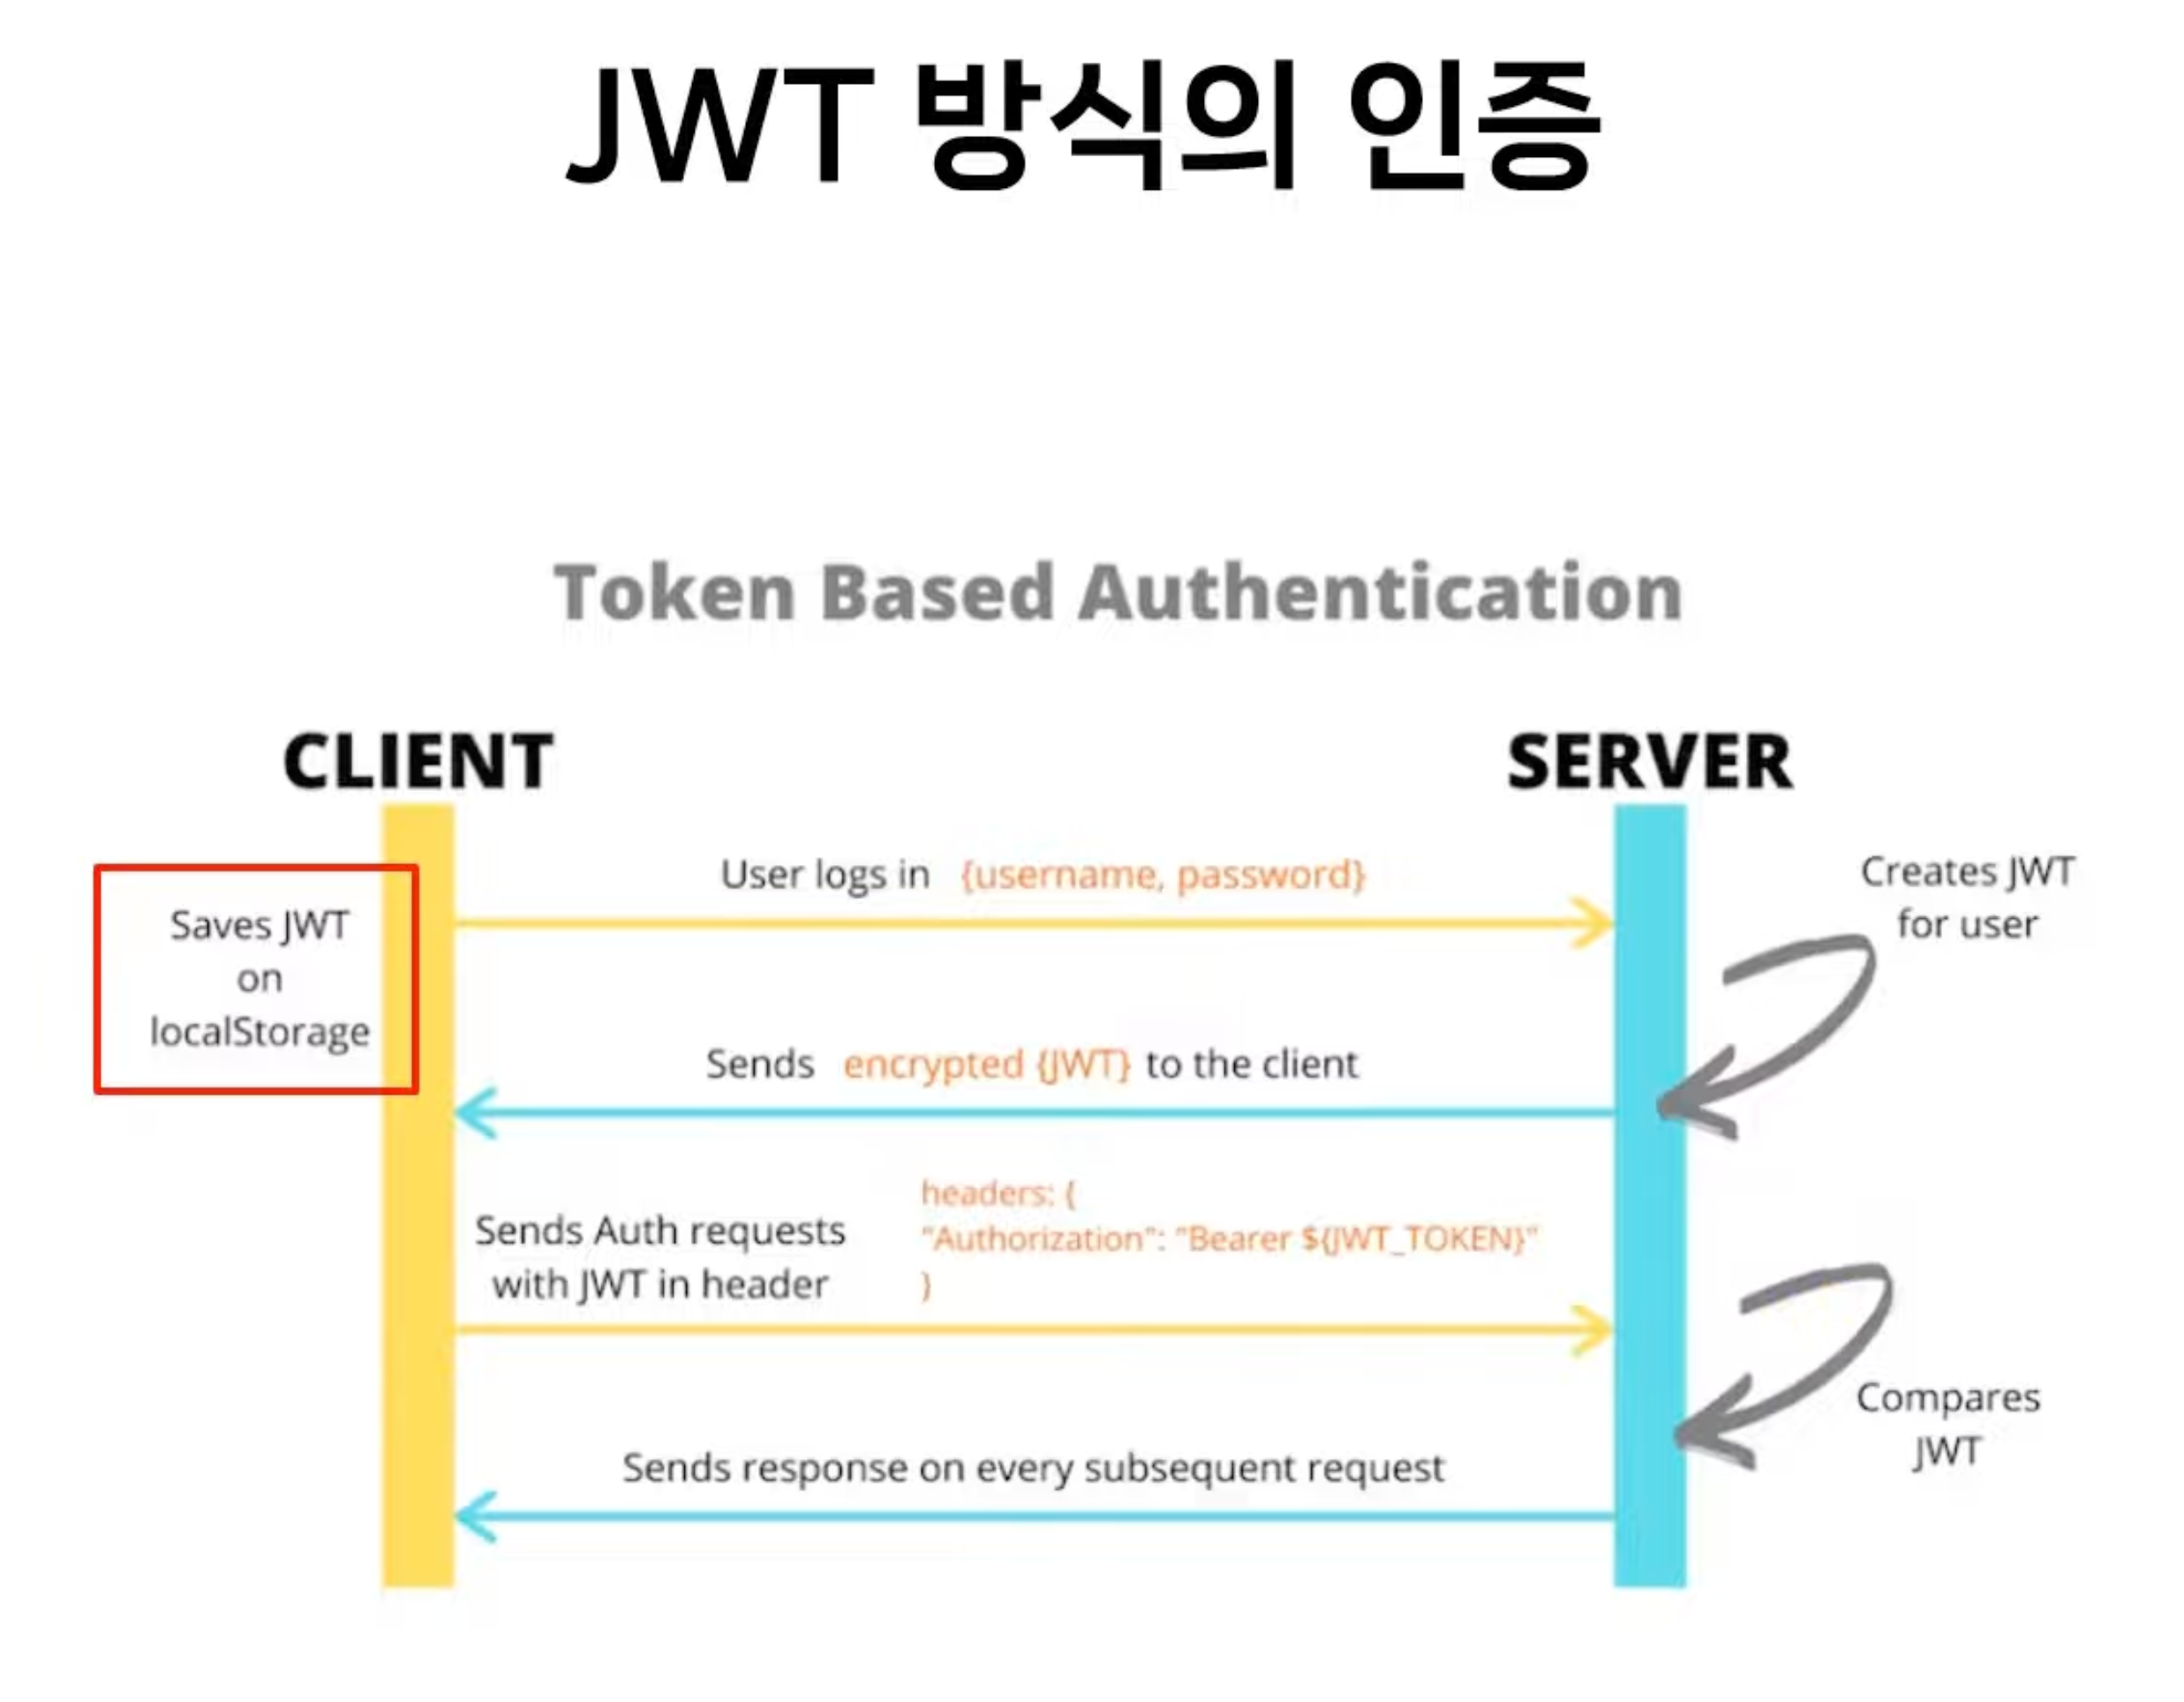 JWT 방식의 인증
Token Based Authentication
CLIENT
SERVER
User logs in {username, password}
Creates JWT
for user
Saves JWT
on
localStorage
Sends encrypted {JWT} to the client
Sends Auth requests
with JWT in header
headers: {
"Authorization": "Bearer ${JWT_TOKEN}"
}
Compares
JWT
Sends response on every subsequent request